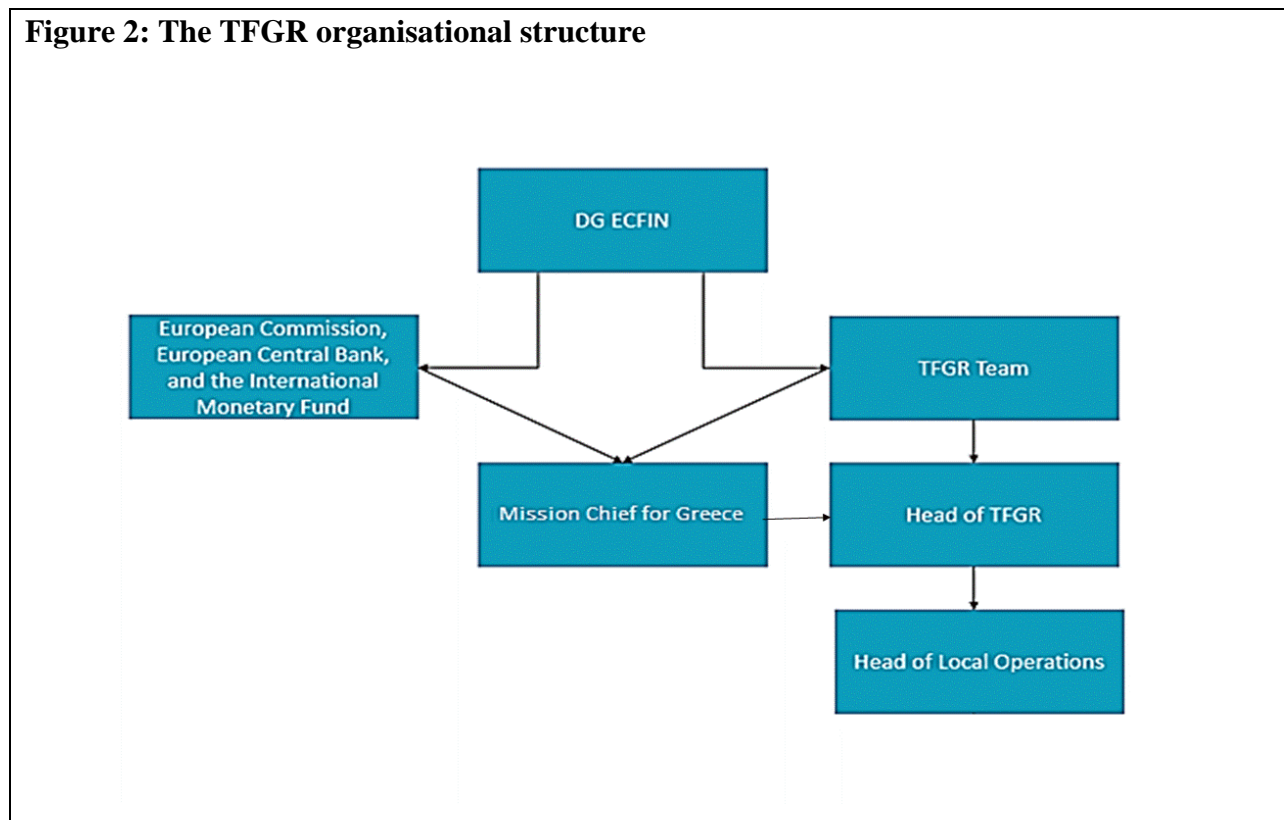 Figure 2: The TFGR organisational structure
DG ECFIN
European Commission,
European Central Bank,
and the International
Monetary Fund
TFGR Team
Mission Chief for Greece
Head of TFGR
Head of Local Operations